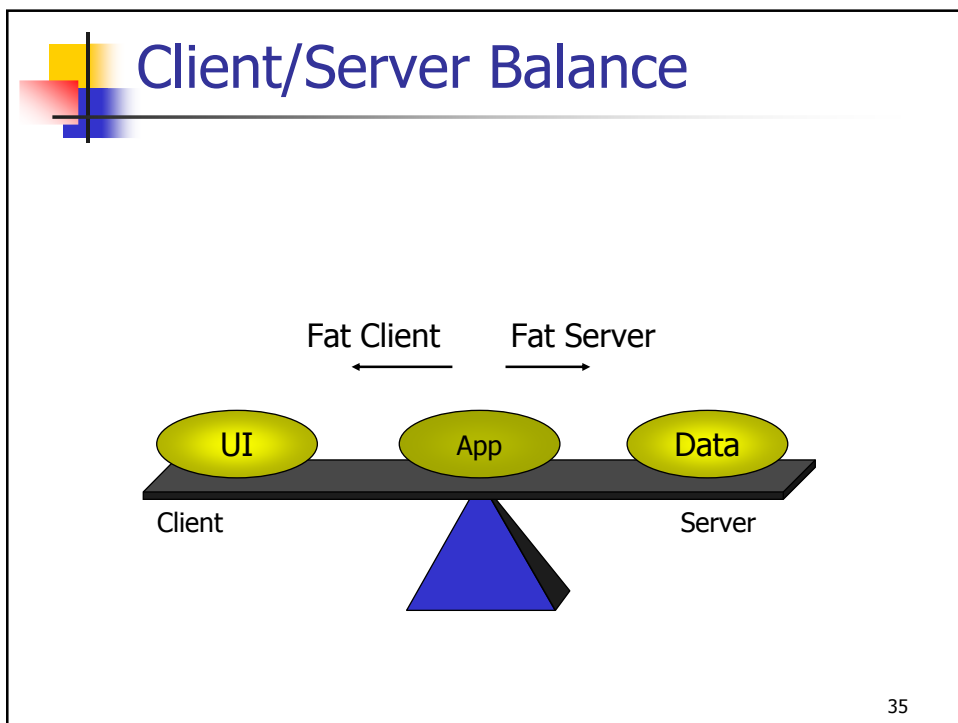 Client/Server Balance
Fat Client Fat Server
UI App Data
Client Server
35